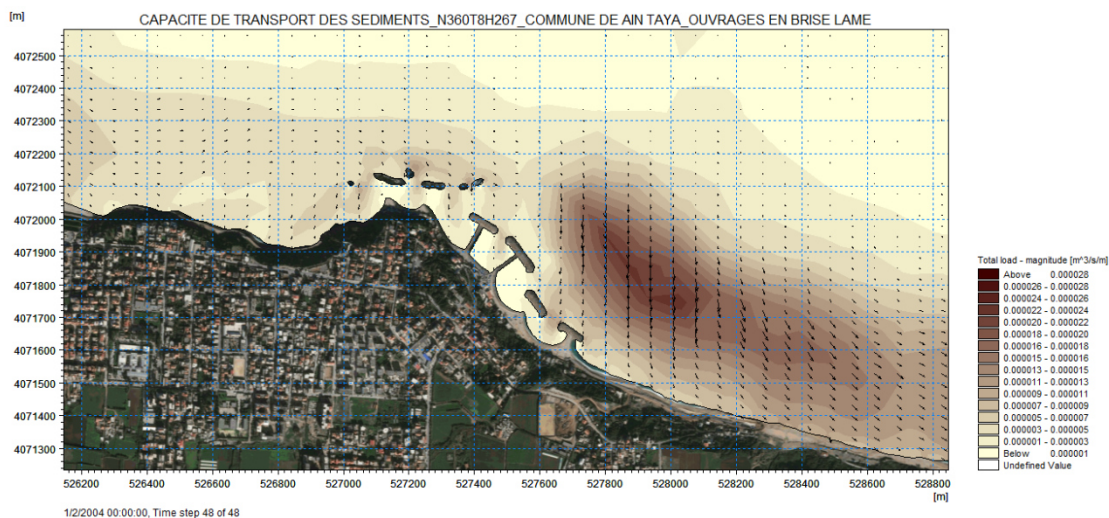 CAPACITE DE TRANSPORT DES SEDIMENTS_N360T8H267_COMMUNE DE AIN TAYA_OUVRAGES EN BRISE LAME
[m]
4072500
4072400
4072300
4072200
4072100
4072000
4071900
4071800
4071700
4071600
4071500
4071400
4071300
526200 526400 526600 526800 527000 527200 527400 527600 527800 528000 528200 528400 528600 528800
[m]
1/2/2004 00:00:00, Time step 48 of 48
Total load - magnitude [m^3/s/m]
Above 0.000028
0.000026 - 0.000028
0.000024 - 0.000026
0.000022 - 0.000024
0.000020 - 0.000022
0.000018 - 0.000020
0.000016 - 0.000018
0.000015 - 0.000016
0.000013 - 0.000015
0.000011 - 0.000013
0.000009 - 0.000011
0.000007 - 0.000009
0.000005 - 0.000007
0.000003 - 0.000005
0.000001 - 0.000003
Below 0.000001
Undefined Value